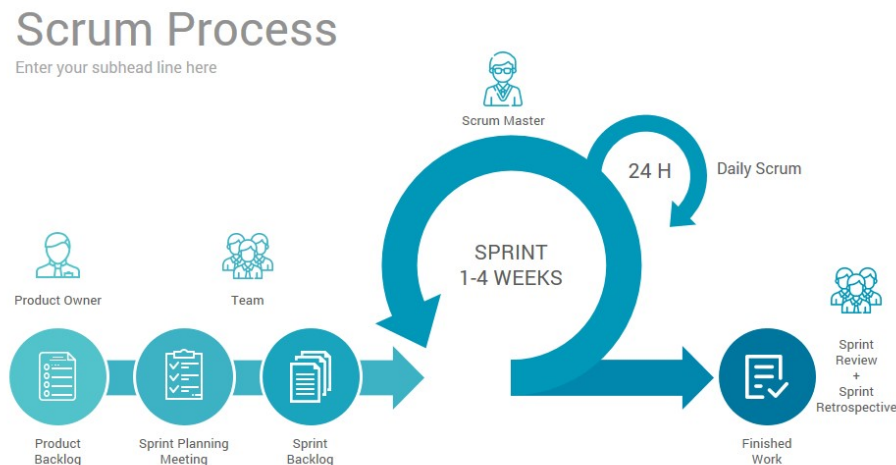 Scrum Process
Enter your subhead line here
Scrum Master
24 H
Daily Scrum
SPRINT
1-4 WEEKS
Product Owner
Team
Product
Backlog
Sprint Planning
Meeting
Sprint
Backlog
Finished
Work
Sprint
Review
+
Sprint
Retrospective